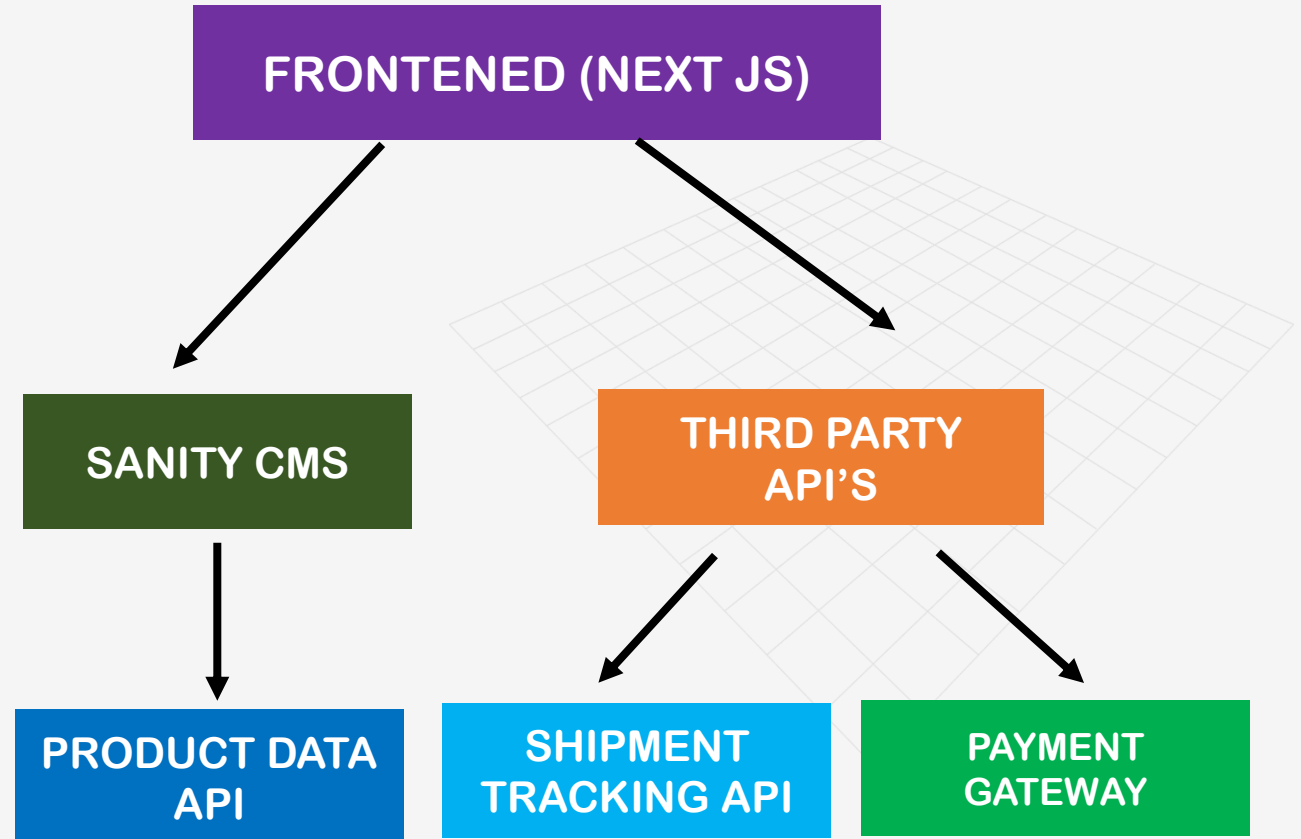 FRONTENED (NEXT JS)
SANITY CMS
THIRD PARTY
API’S
PRODUCT DATA
API
SHIPMENT
TRACKING API
PAYMENT
GATEWAY